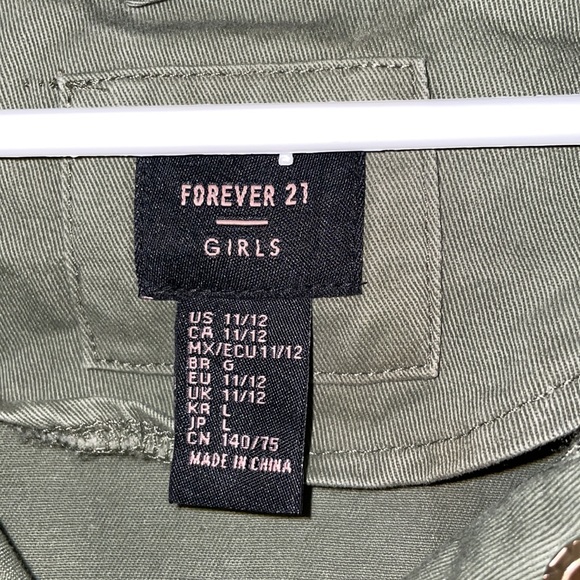 FOREVER 21
GIRLS
US 11/12
CA 11/12
MX/ECU 11/12
BR G
EU 11/12
UK 11/12
KR L
JP L
CN 140/75
MADE IN CHINA